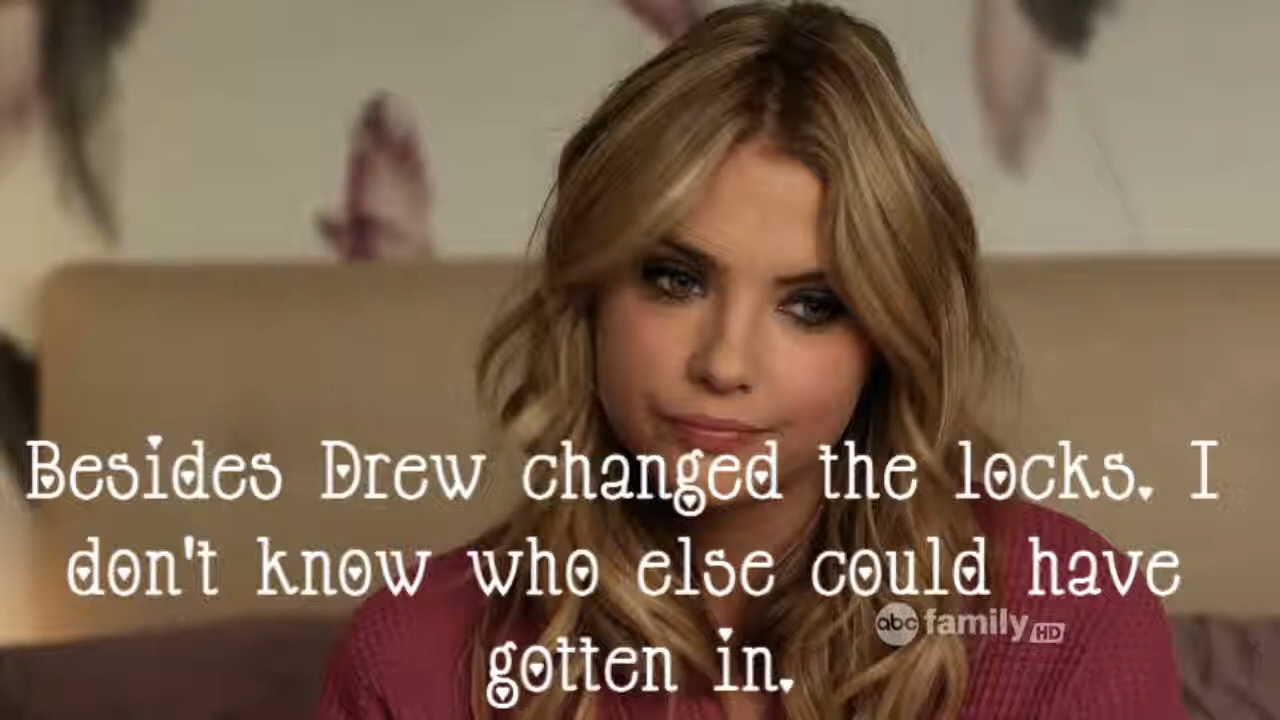 Besides Drew changed the locks. I
don't know who else could have
gotten in.
abc family HD